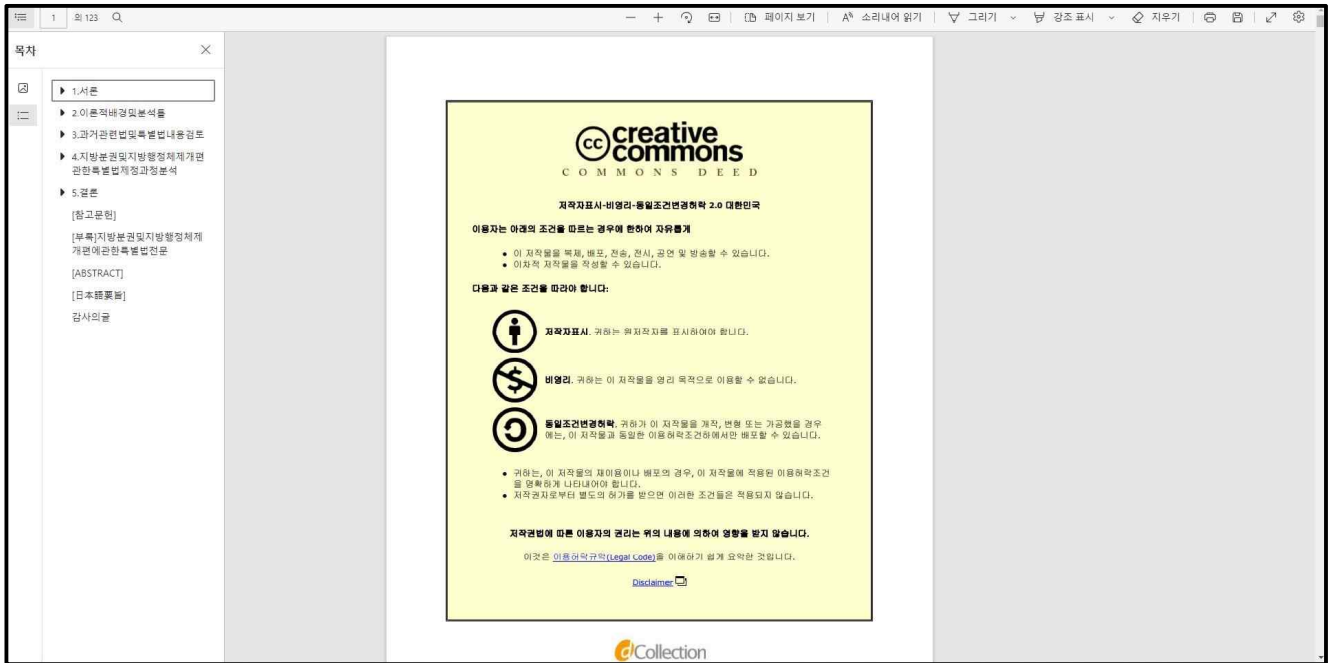 1 의 123
페이지 보기
소리내어 읽기
그리기
강조 표시
지우기
목차
1.서론
2.이론적배경및분석틀
3.과거관련법및특별법내용검토
4.지방분권및지방행정체제개편
관한특별법제정과정분석
5.결론
[참고문헌]
[부록]지방분권및지방행정체제
개편에관한특별법전문
[ABSTRACT]
[日本語要旨]
감사의글
cc creative
commons
COMMONS DEED
저작자표시-비영리-동일조건변경허락 2.0 대한민국
이용자는 아래의 조건을 따르는 경우에 한하여 자유롭게
이 저작물을 복제, 배포, 전송, 전시, 공연 및 방송할 수 있습니다.
이차적 저작물을 작성할 수 있습니다.
다음과 같은 조건을 따라야 합니다:
저작자표시. 귀하는 원저작자를 표시하여야 합니다.
비영리. 귀하는 이 저작물을 영리 목적으로 이용할 수 없습니다.
동일조건변경허락. 귀하가 이 저작물을 개작, 변형 또는 가공했을 경우
에는, 이 저작물과 동일한 이용허락조건하에서만 배포할 수 있습니다.
귀하는, 이 저작물의 재이용이나 배포의 경우, 이 저작물에 적용된 이용허락조건
을 명확하게 나타내어야 합니다.
저작권자로부터 별도의 허가를 받으면 이러한 조건들은 적용되지 않습니다.
저작권법에 따른 이용자의 권리는 위의 내용에 의하여 영향을 받지 않습니다.
이것은 이용허락규약(Legal Code)을 이해하기 쉽게 요약한 것입니다.
Disclaimer
dCollection